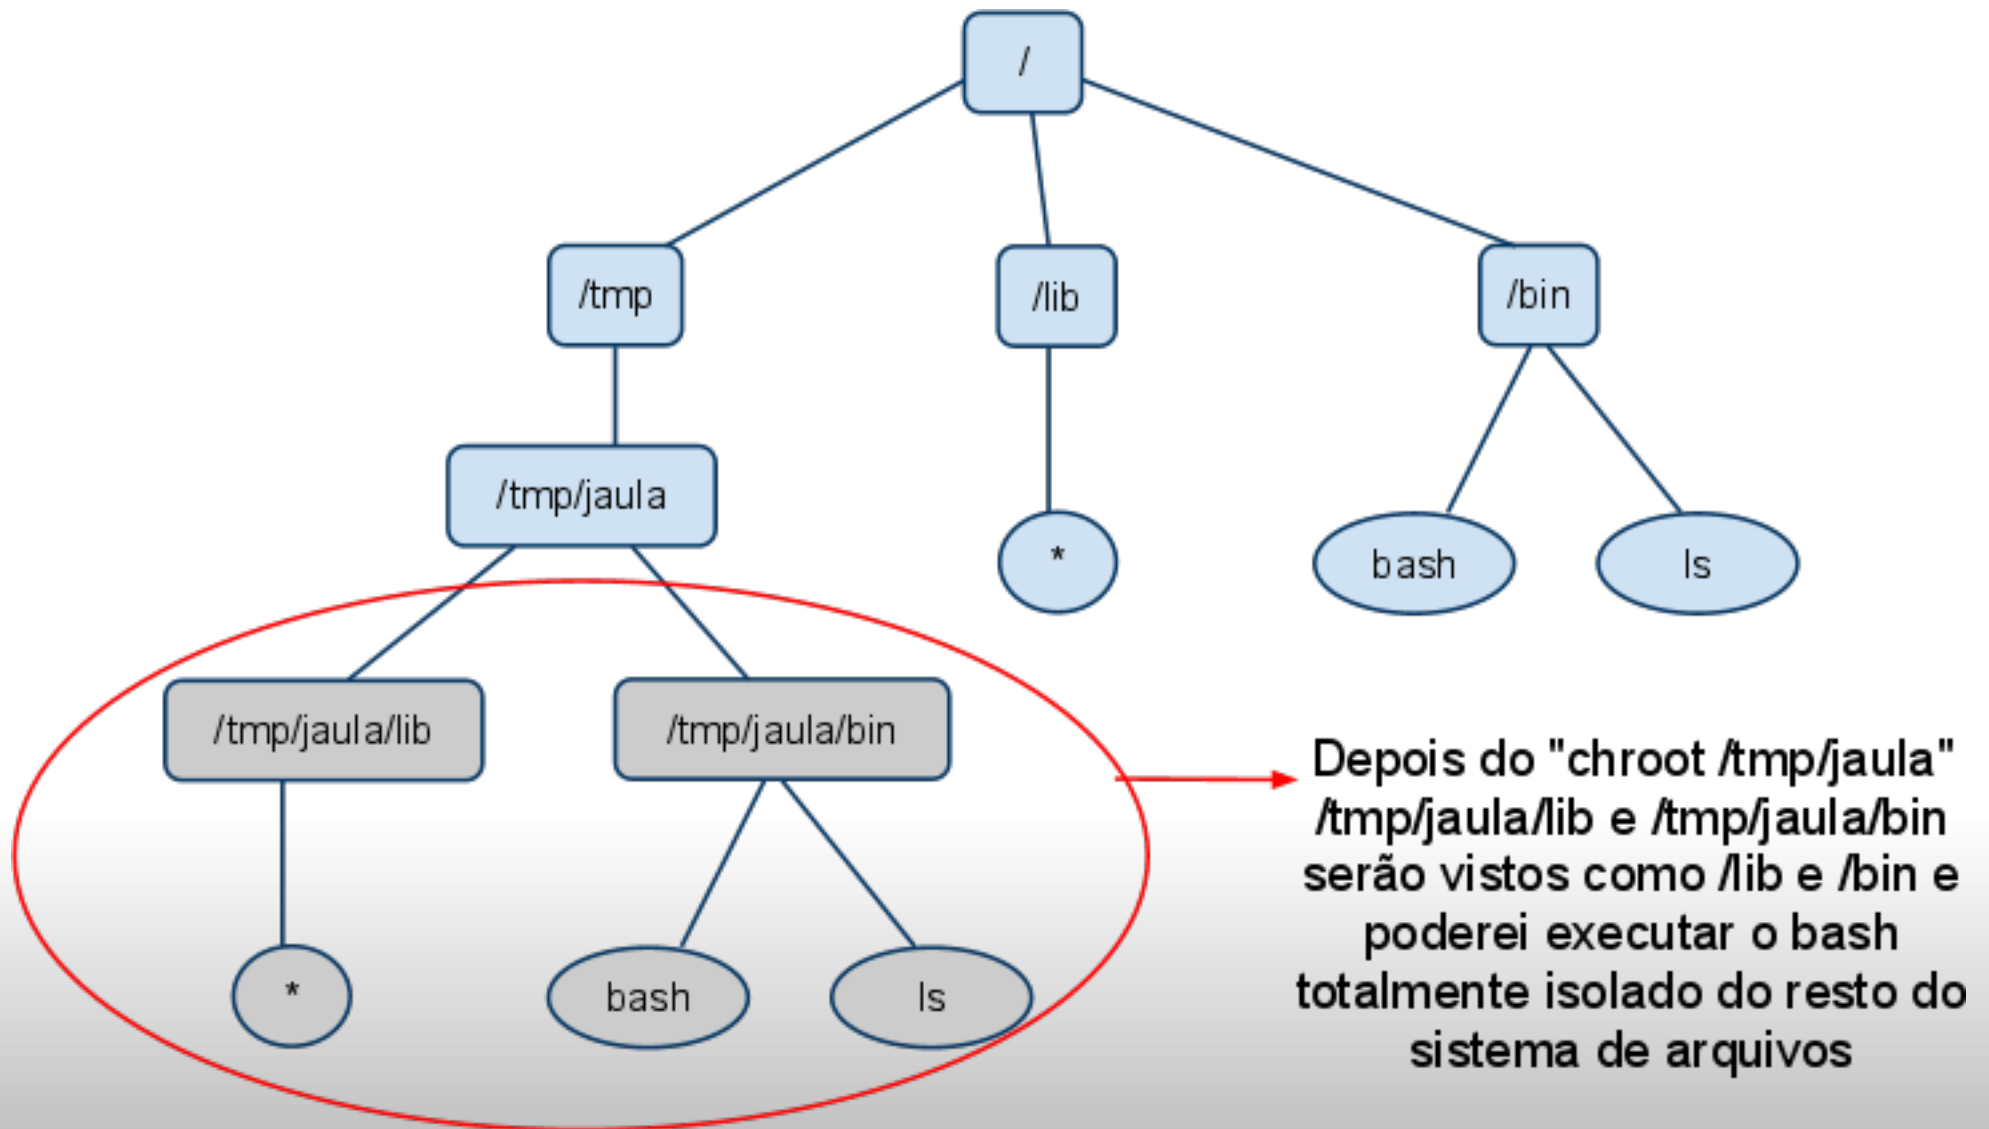 /
/tmp
/lib
/bin
/tmp/jaula
*
bash
ls
/tmp/jaula/lib
/tmp/jaula/bin
*
bash
ls
Depois do "chroot /tmp/jaula"
/tmp/jaula/lib e /tmp/jaula/bin
serão vistos como /lib e /bin e
poderei executar o bash
totalmente isolado do resto do
sistema de arquivos